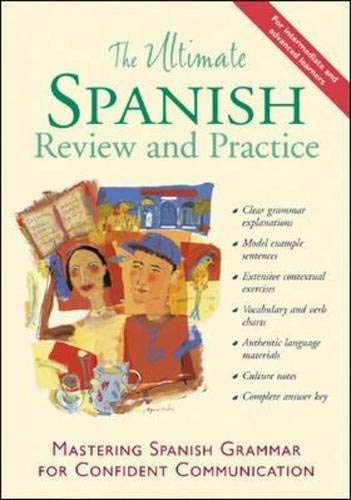 For intermediate and
advanced learners
The Ultimate
SPANISH
Review and Practice
Clear grammar
explanations
Model example
sentences
Extensive contextual
exercises
Vocabulary and verb
charts
Authentic language
materials
Culture notes
Complete answer key
MASTERING SPANISH GRAMMAR
FOR CONFIDENT COMMUNICATION